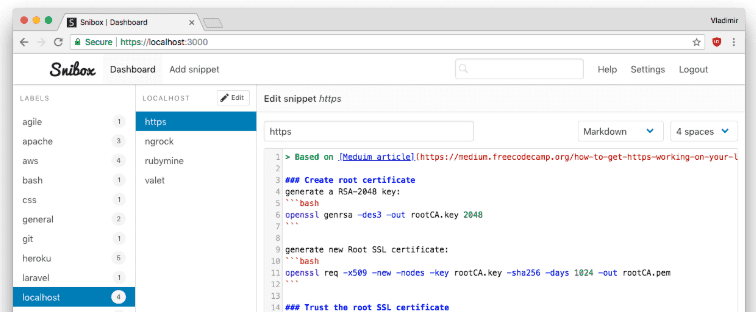 Snibox | Dashboard
Vladimir
Secure https://localhost:3000
Snibox Dashboard Add snippet Help Settings Logout
LABELS
agile 1
apache 3
aws 4
bash 1
css 1
general 2
git 1
heroku 5
laravel 1
localhost 4
LOCALHOST Edit
https
ngrock
rubymine
valet
Edit snippet https
https Markdown 4 spaces
1 > Based on [Meduim article](https://medium.freecodecamp.org/how-to-get-https-working-on-your-l
2
3 ### Create root certificate
4 generate a RSA-2048 key:
5 ```bash
6 openssl genrsa -des3 -out rootCA.key 2048
7 ```
8
9 generate new Root SSL certificate:
10 ```bash
11 openssl req -x509 -new -nodes -key rootCA.key -sha256 -days 1024 -out rootCA.pem
12 ```
13
14 ### Trust the root SSL certificate